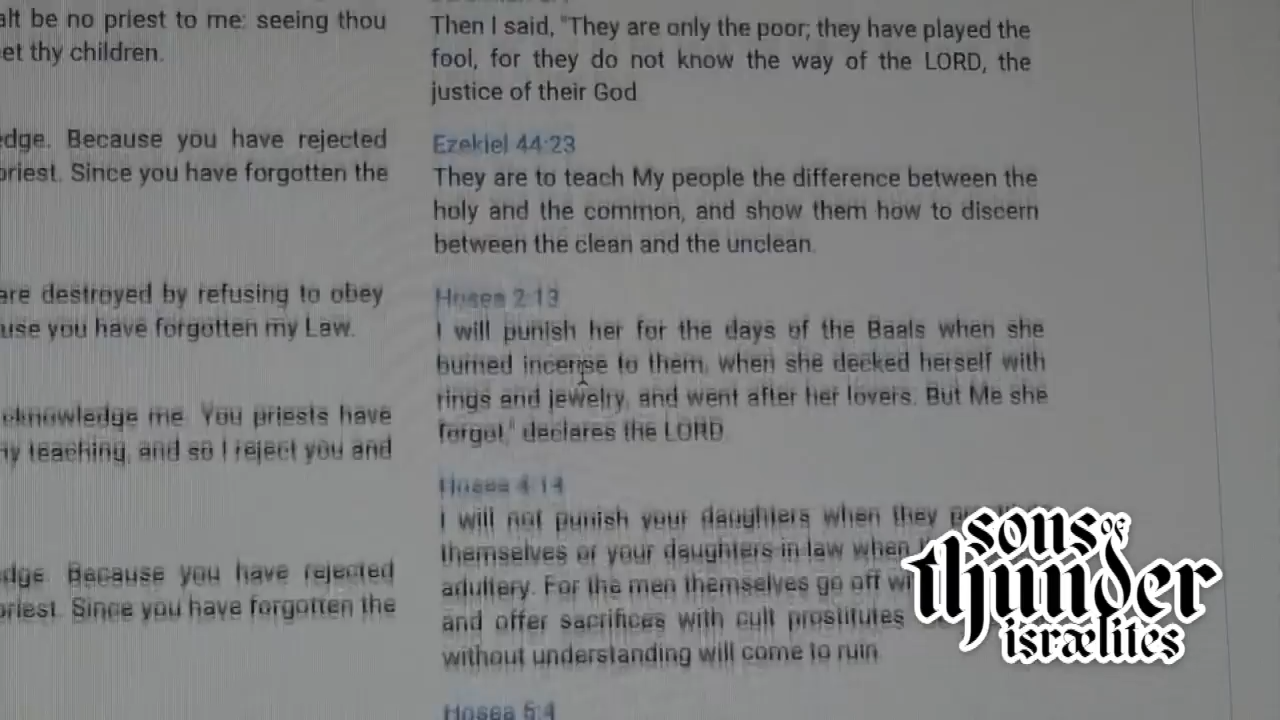 alt be no priest to me: seeing thou
et thy children.
edge. Because you have rejected
priest. Since you have forgotten the
are destroyed by refusing to obey
use you have forgotten my Law.
cknowledge me. You priests have
my teaching, and so I reject you and
dge. Because you have rejected
priest. Since you have forgotten the
Then I said, "They are only the poor; they have played the
fool, for they do not know the way of the LORD, the
justice of their God.
Ezekiel 44:23
They are to teach My people the difference between the
holy and the common, and show them how to discern
between the clean and the unclean.
Hosea 2:13
I will punish her for the days of the Baals when she
burned incense to them, when she decked herself with
rings and jewelry, and went after her lovers. But Me she
forgot," declares the LORD.
Hosea 4:14
I will not punish your daughters when they
themselves or your daughters in law when
adultery. For the men themselves go off wi
and offer sacrifices with cult prostitutes
without understanding will come to ruin.
Hosea 5:4
sons of
thunder
israelites